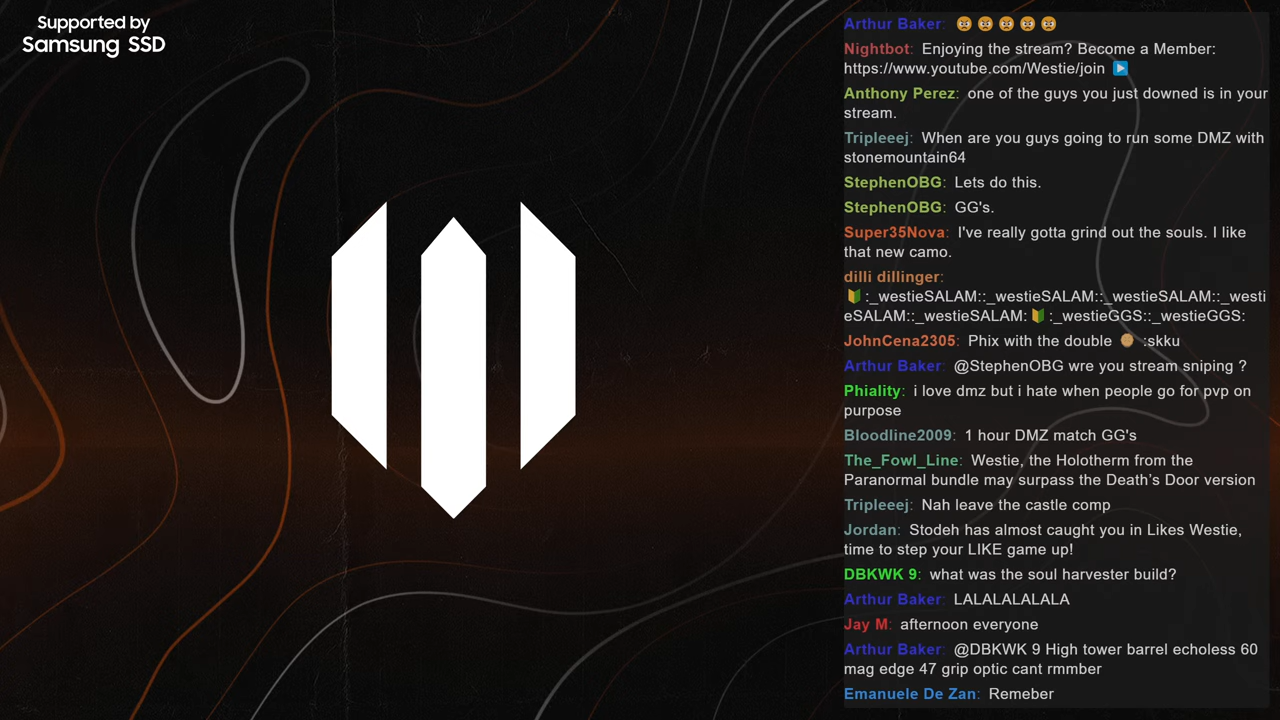 Supported by
Samsung SSD
Arthur Baker: 😡 😡 😡 😡 😡
Nightbot: Enjoying the stream? Become a Member:
https://www.youtube.com/Westie/join ▶️
Anthony Perez: one of the guys you just downed is in your
stream.
Tripleeej: When are you guys going to run some DMZ with
stonemountain64
StephenOBG: Lets do this.
StephenOBG: GG's.
Super35Nova: I've really gotta grind out the souls. I like
that new camo.
dilli dillinger:
🔰:_westieSALAM::_westieSALAM::_westieSALAM::_westi
eSALAM::_westieSALAM:🔰:_westieGGS::_westieGGS:
JohnCena2305: Phix with the double 🍪 :skku
Arthur Baker: @StephenOBG wre you stream sniping ?
Phiality: i love dmz but i hate when people go for pvp on
purpose
Bloodline2009: 1 hour DMZ match GG's
The_Fowl_Line: Westie, the Holotherm from the
Paranormal bundle may surpass the Death's Door version
Tripleeej: Nah leave the castle comp
Jordan: Stodeh has almost caught you in Likes Westie,
time to step your LIKE game up!
DBKWK 9: what was the soul harvester build?
Arthur Baker: LALALALALALA
Jay M: afternoon everyone
Arthur Baker: @DBKWK 9 High tower barrel echoless 60
mag edge 47 grip optic cant rmmber
Emanuele De Zan: Remeber